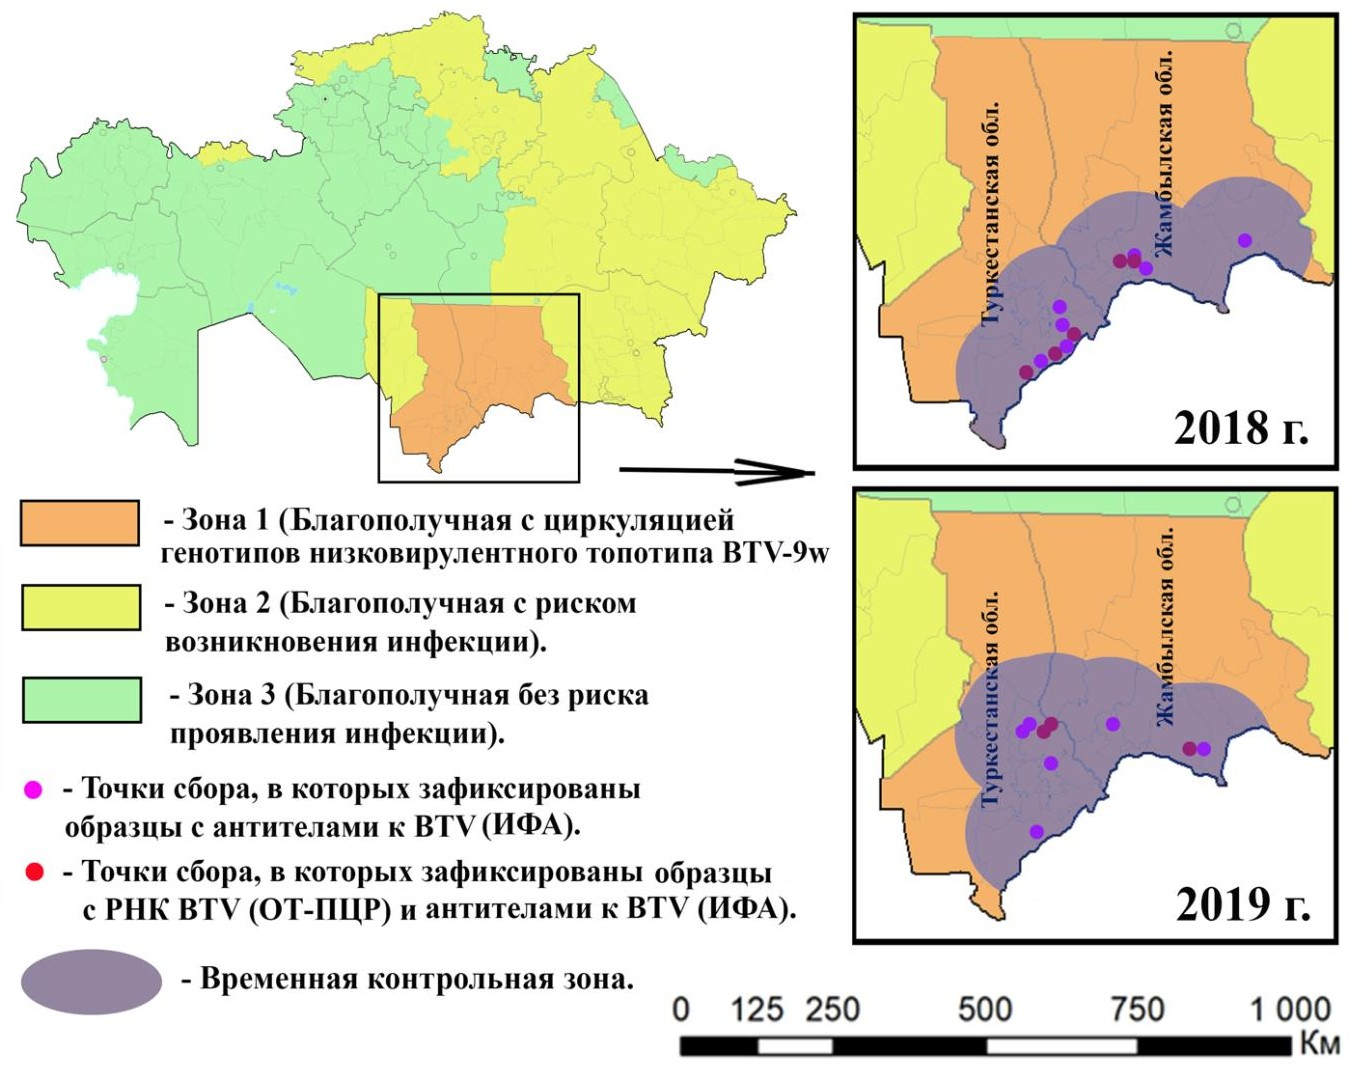 Туркестанская обл.
Жамбылская обл.
2018 г.
- Зона 1 (Благополучная с циркуляцией
генотипов низковирулентного топотипа BTV-9w
- Зона 2 (Благополучная с риском
возникновения инфекции).
- Зона 3 (Благополучная без риска
проявления инфекции).
- Точки сбора, в которых зафиксированы
образцы с антителами к BTV (ИФА).
- Точки сбора, в которых зафиксированы образцы
с РНК BTV (ОТ-ПЦР) и антителами к BTV (ИФА).
- Временная контрольная зона.
Туркестанская обл.
Жамбылская обл.
2019 г.
0 125 250 500 750 1 000
Км